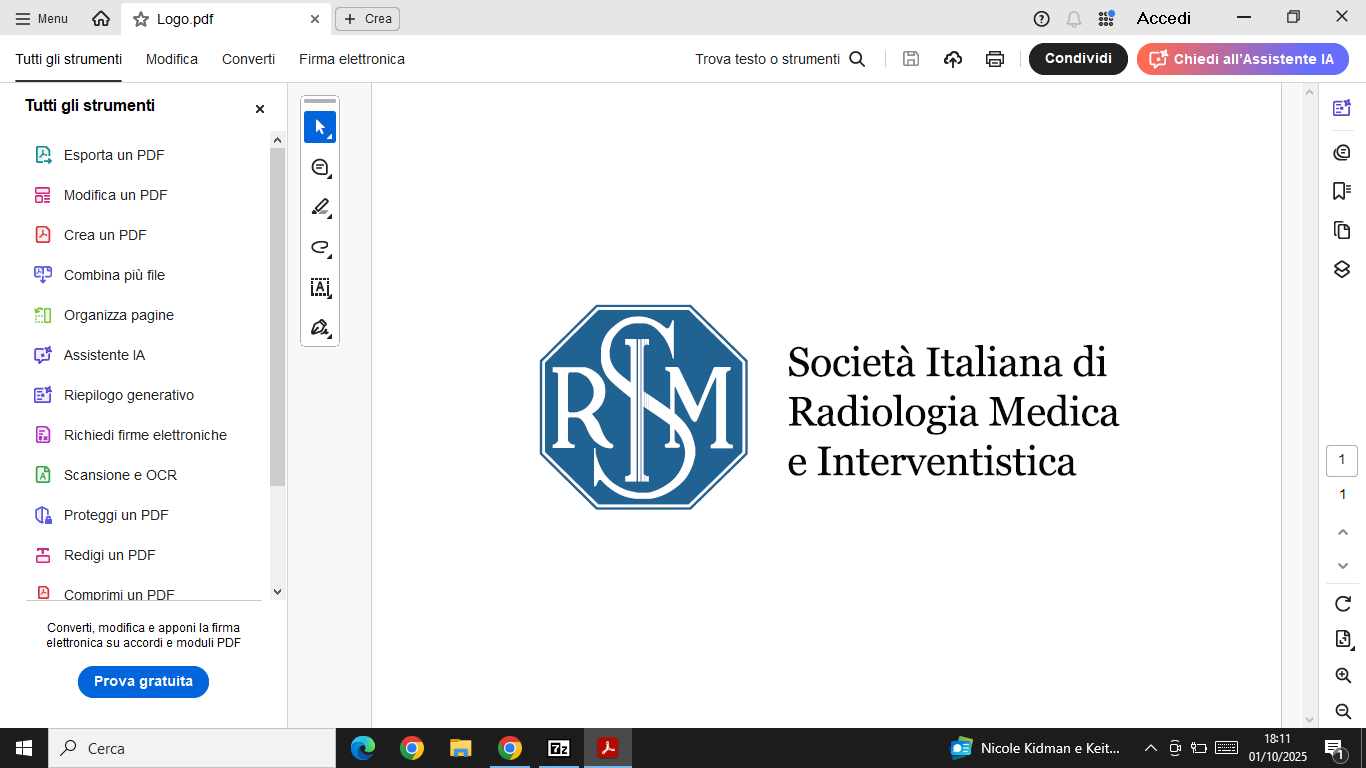 Menu
Logo.pdf
Crea
Accedi
Tutti gli strumenti
Modifica
Converti
Firma elettronica
Trova testo o strumenti
Condividi
Chiedi all'Assistente IA
Tutti gli strumenti
Esporta un PDF
Modifica un PDF
Crea un PDF
Combina più file
Organizza pagine
Assistente IA
Riepilogo generativo
Richiedi firme elettroniche
Scansione e OCR
Proteggi un PDF
Redigi un PDF
Comprimi un PDF
Converti, modifica e apponi la firma
elettronica su accordi e moduli PDF
Prova gratuita
SIRM
Società Italiana di
Radiologia Medica
e Interventistica
1
1
Cerca
7z
Nicole Kidman e Keit...
18:11
01/10/2025
1